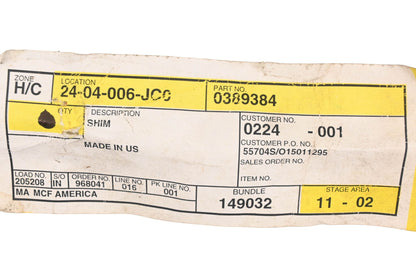 ZONE LOCATION PART NO.
H/C 24-04-006-JC6 0389384
QTY DESCRIPTION CUSTOMER NO.
SHIM 0224 -001
MADE IN US CUSTOMER P.O. NO.
55704S/O15011295
SALES ORDER NO.
ITEM NO.
LOAD NO. S/O ORDER NO. LINE NO. PK LINE NO. BUNDLE STAGE AREA
205208 IN 968041 016 001 149032 11 - 02
MA MCF AMERICA